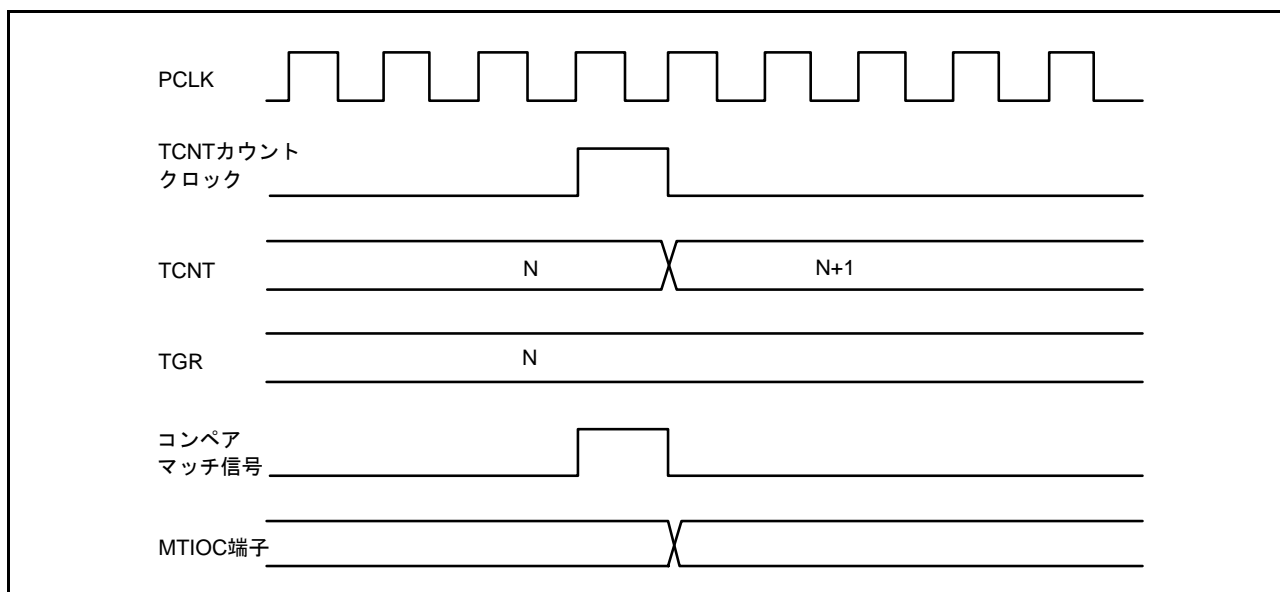 PCLK
TCNTカウント
クロック
TCNT
N
N+1
TGR
N
コンペア
マッチ信号
MTIOC端子